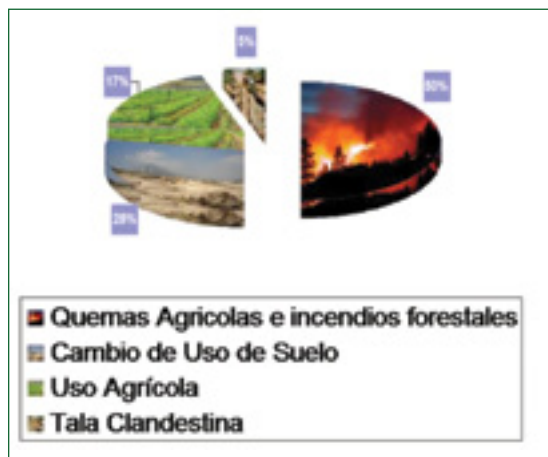 5%
17%
50%
28%
Quemas Agricolas e incendios forestales
Cambio de Uso de Suelo
Uso Agrícola
Tala Clandestina